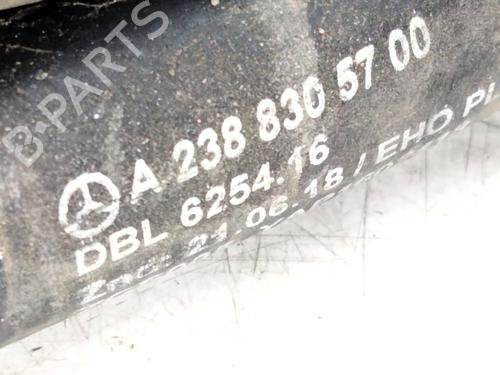 B-PARTS
A 238 830 57 00
DBL 6254.16
21.06.18 / EHO Pi